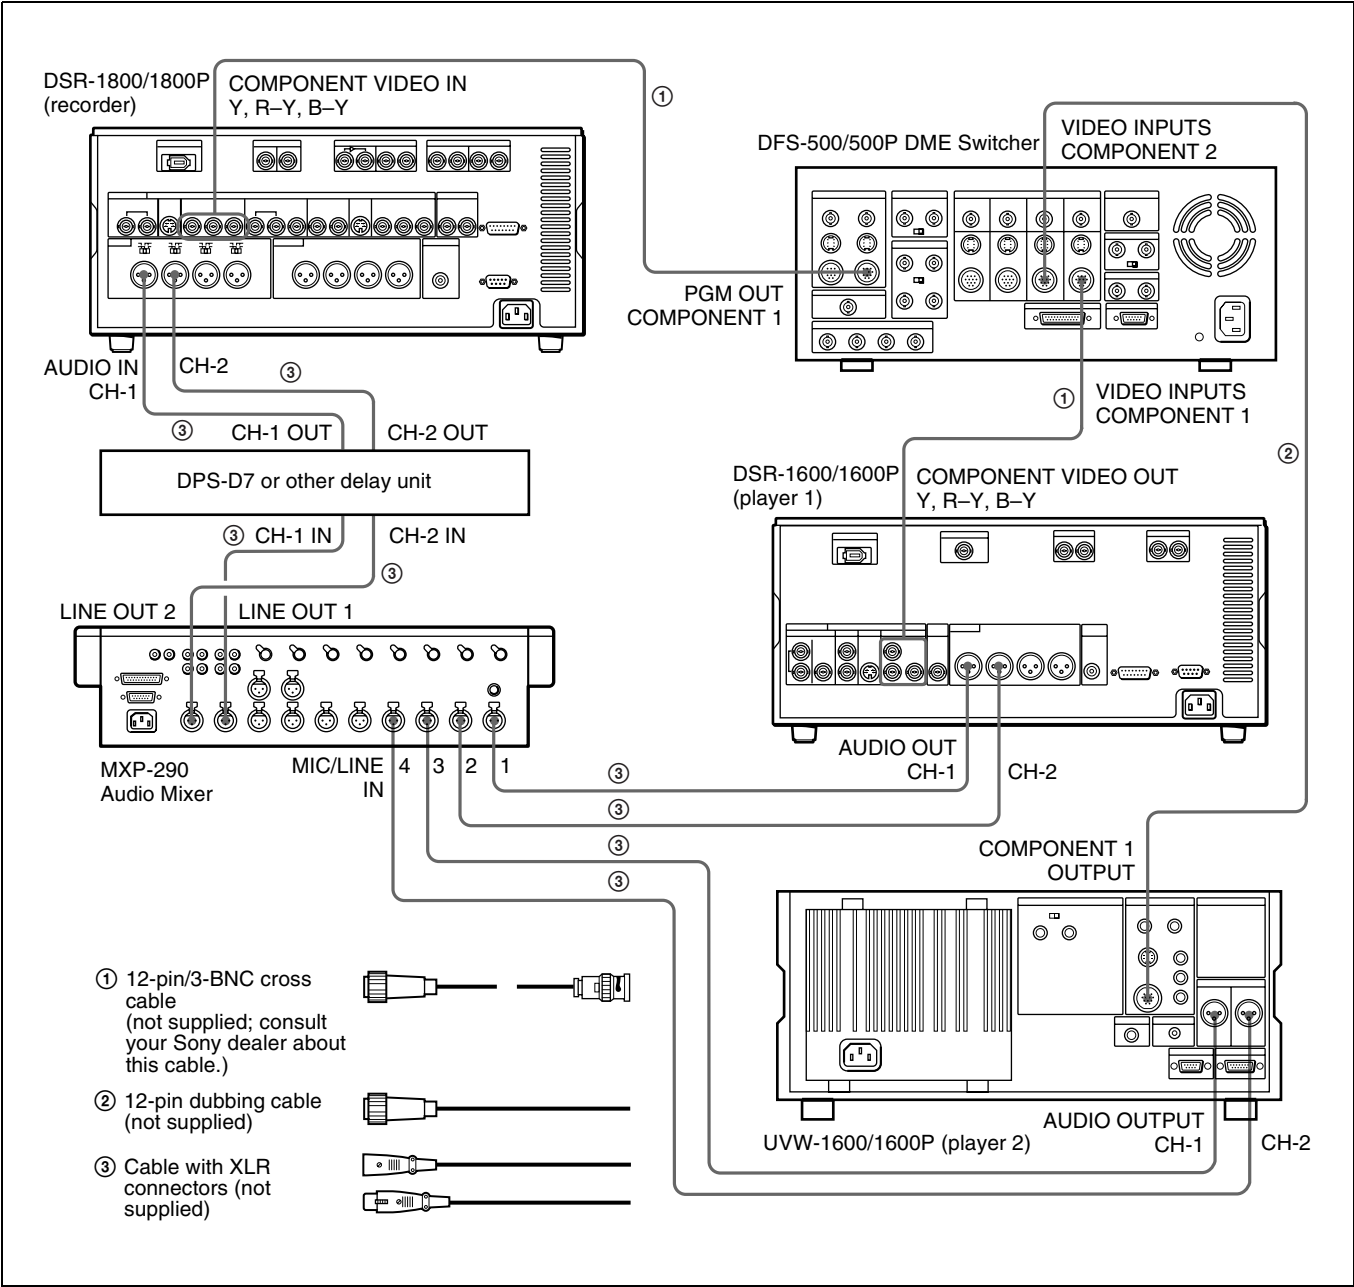 DSR-1800/1800P
(recorder)
COMPONENT VIDEO IN
Y, R–Y, B–Y
①
DFS-500/500P DME Switcher
VIDEO INPUTS
COMPONENT 2
PGM OUT
COMPONENT 1
AUDIO IN
CH-1
CH-2
③
③
CH-1 OUT
CH-2 OUT
①
VIDEO INPUTS
COMPONENT 1
②
DPS-D7 or other delay unit
DSR-1600/1600P
(player 1)
COMPONENT VIDEO OUT
Y, R–Y, B–Y
③ CH-1 IN
CH-2 IN
③
LINE OUT 2
LINE OUT 1
MXP-290
Audio Mixer
MIC/LINE
IN
4
3
2
1
AUDIO OUT
CH-1
CH-2
③
③
③
③
COMPONENT 1
OUTPUT
① 12-pin/3-BNC cross
cable
(not supplied; consult
your Sony dealer about
this cable.)
② 12-pin dubbing cable
(not supplied)
③ Cable with XLR
connectors (not
supplied)
UVW-1600/1600P (player 2)
AUDIO OUTPUT
CH-1
CH-2